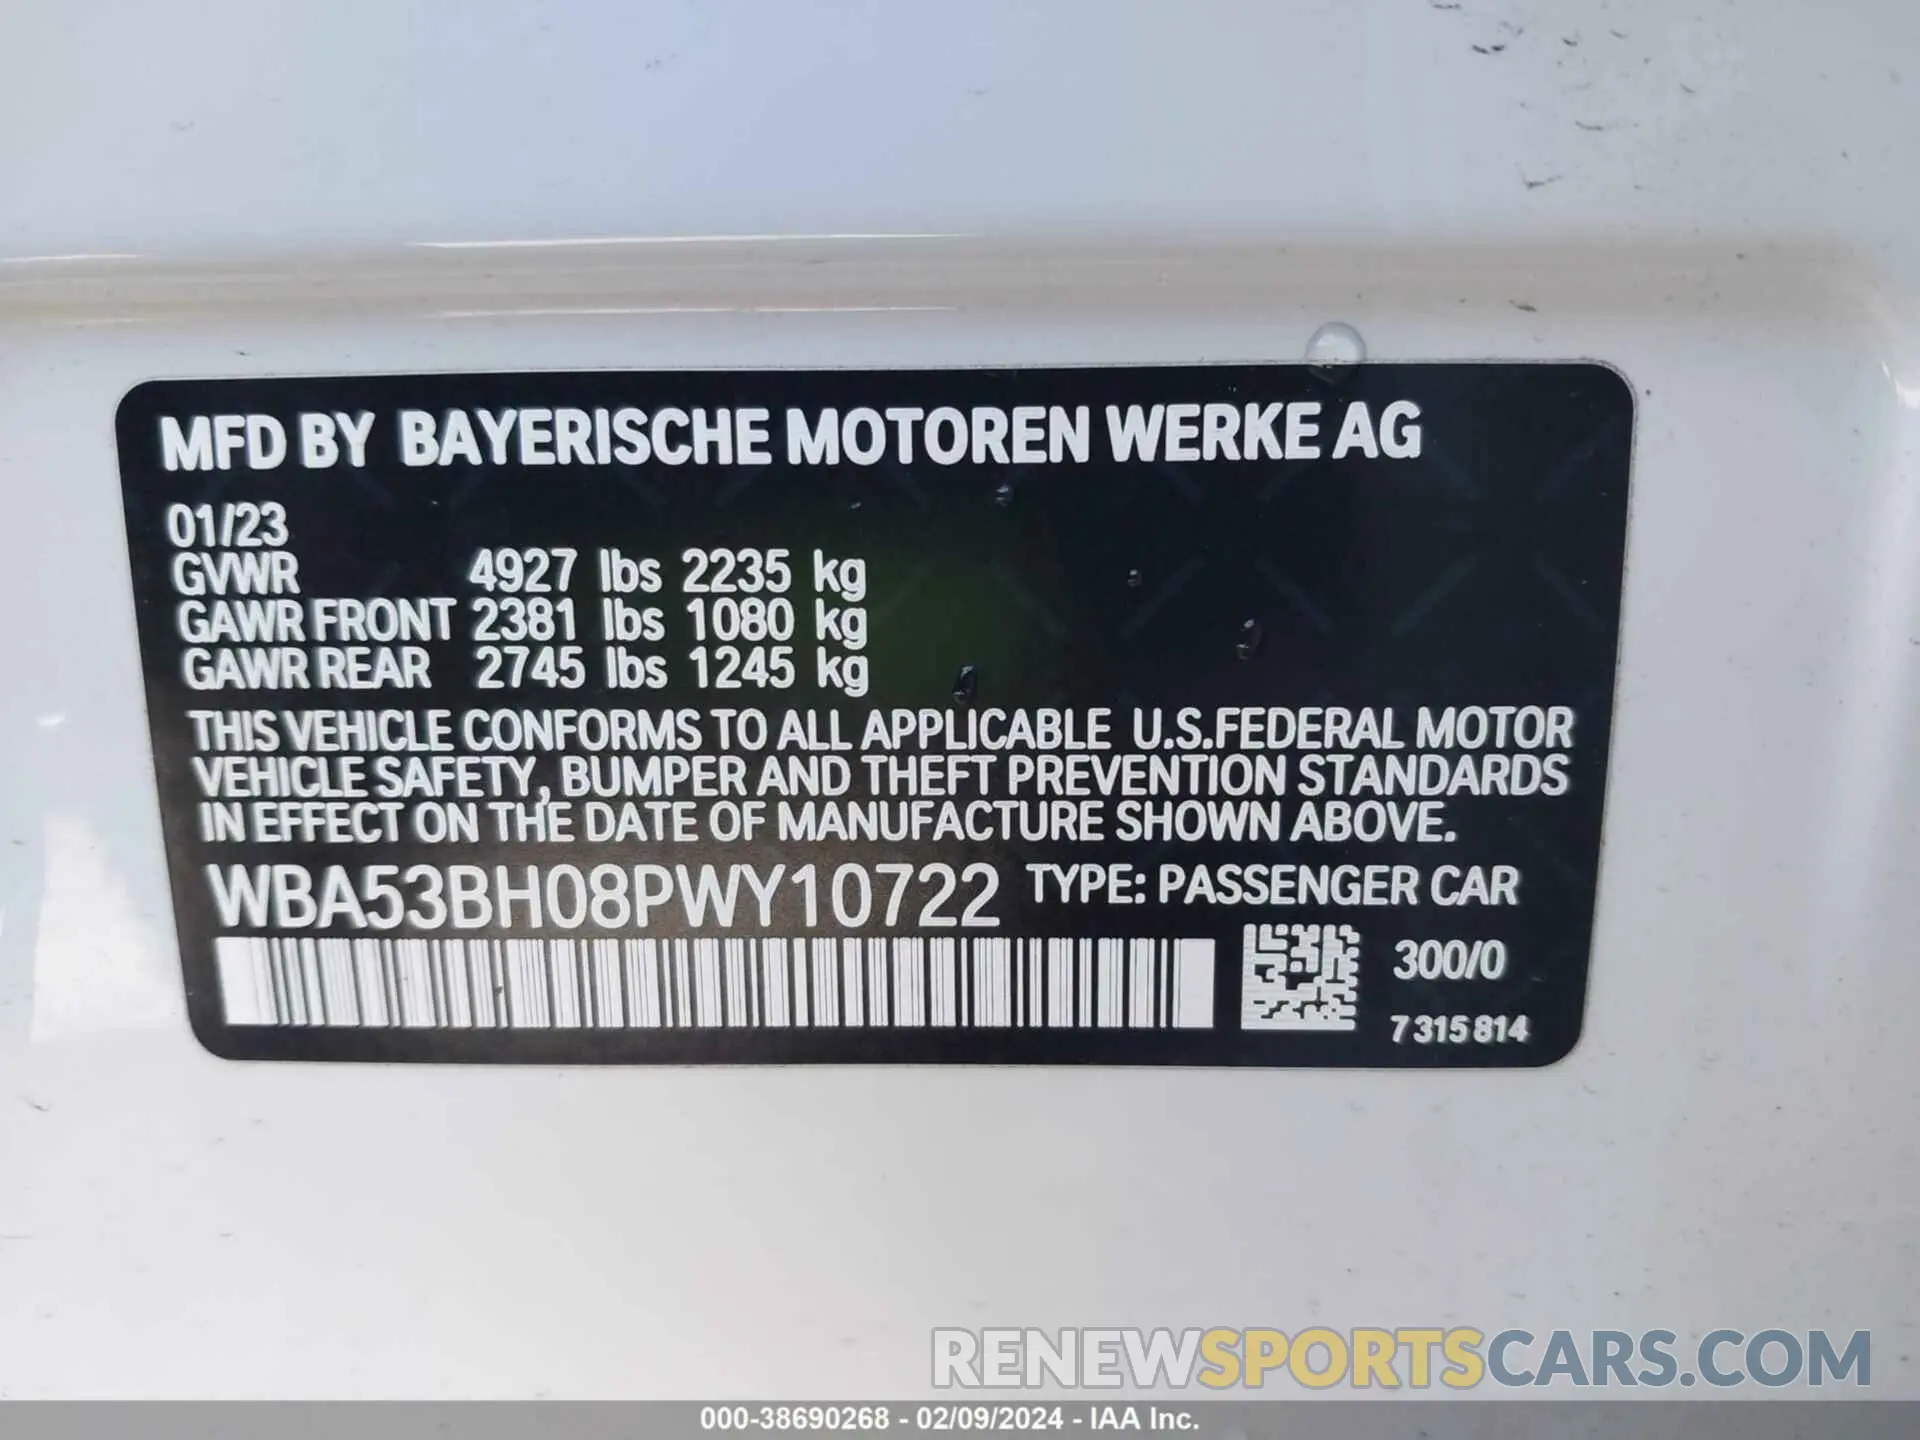 MFD BY BAYERISCHE MOTOREN WERKE AG
01/23
GVWR 4927 lbs 2235 kg
GAWR FRONT 2381 lbs 1080 kg
GAWR REAR 2745 lbs 1245 kg
THIS VEHICLE CONFORMS TO ALL APPLICABLE U.S.FEDERAL MOTOR
VEHICLE SAFETY, BUMPER AND THEFT PREVENTION STANDARDS
IN EFFECT ON THE DATE OF MANUFACTURE SHOWN ABOVE.
WBA53BH08PWY10722 TYPE: PASSENGER CAR
300/0
7 315 814
RENEWSPORTSCARS.COM
000-38690268 - 02/09/2024 - IAA Inc.